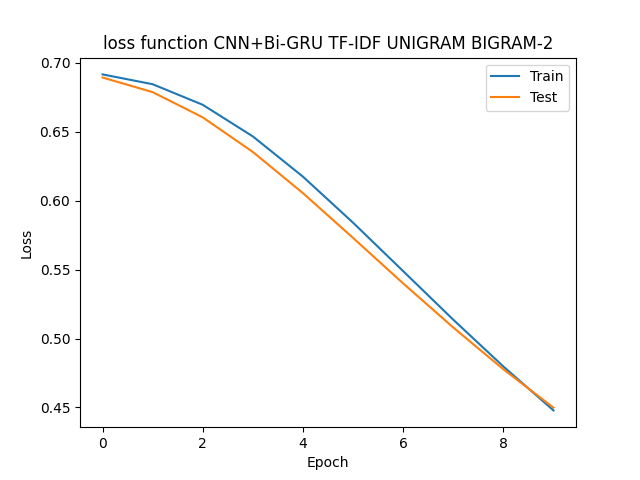 loss function CNN+Bi-GRU TF-IDF UNIGRAM BIGRAM-2
Train
Test
0.70
0.65
0.60
0.55
0.50
0.45
Loss
0 2 4 6 8
Epoch